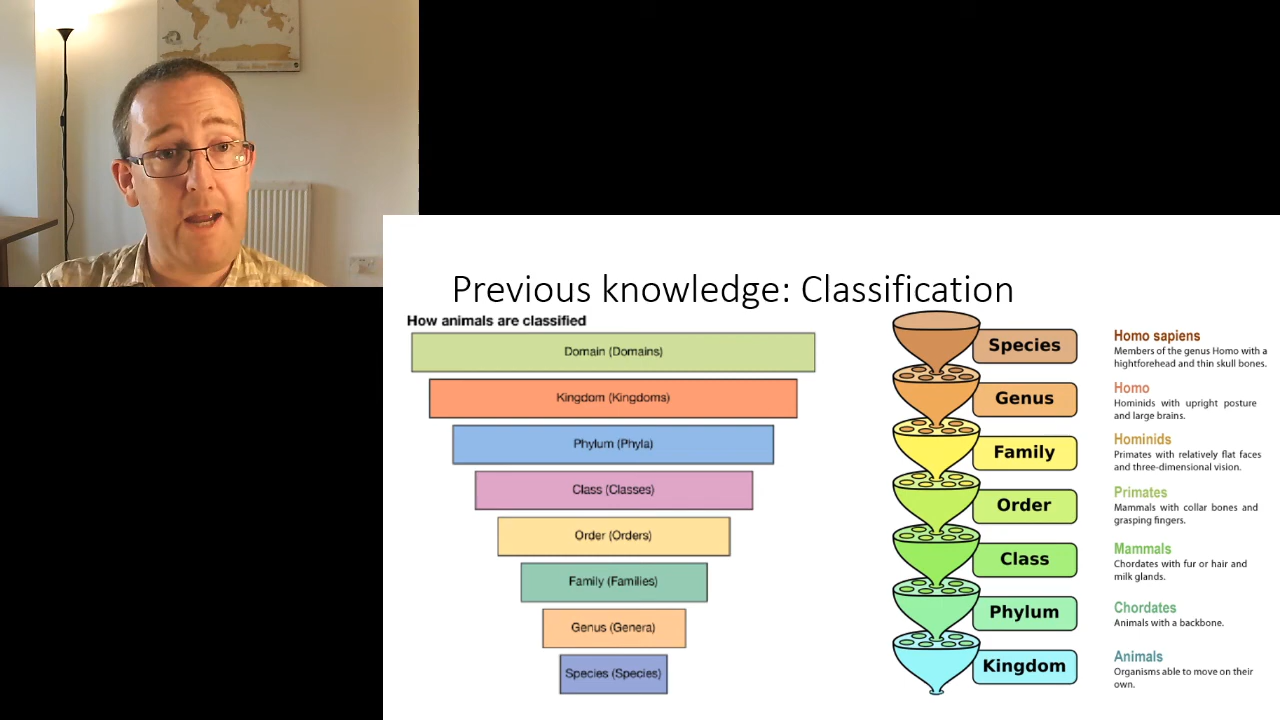 Previous knowledge: Classification
How animals are classified
Domain (Domains)
Kingdom (Kingdoms)
Phylum (Phyla)
Class (Classes)
Order (Orders)
Family (Families)
Genus (Genera)
Species (Species)
Species
Homo sapiens
Members of the genus Homo with a
hightforehead and thin skull bones.
Genus
Homo
Hominids with upright posture
and large brains.
Family
Hominids
Primates with relatively flat faces
and three-dimensional vision.
Order
Primates
Mammals with collar bones and
grasping fingers.
Class
Mammals
Chordates with fur or hair and
milk glands.
Phylum
Chordates
Animals with a backbone.
Kingdom
Animals
Organisms able to move on their
own.